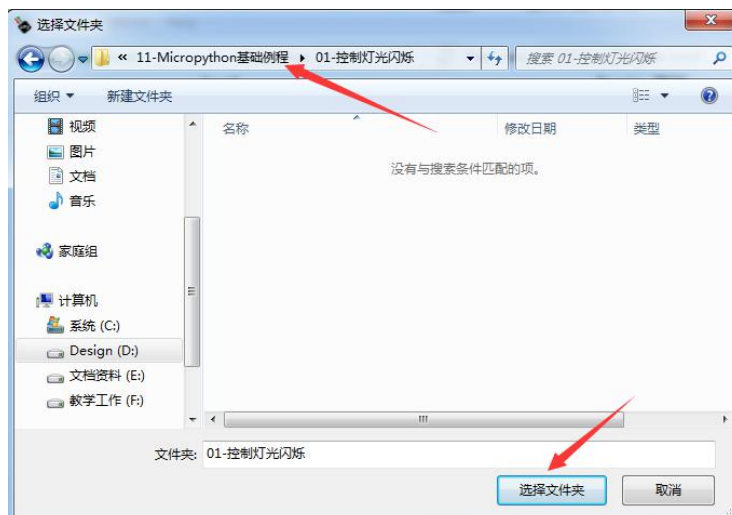 选择文件夹
« 11-Micropython基础例程 ▸ 01-控制灯光闪烁
搜索 01-控制灯光闪烁
组织 ▼ 新建文件夹
名称 修改日期 类型
没有与搜索条件匹配的项。
视频
图片
文档
音乐
家庭组
计算机
系统 (C:)
Design (D:)
文档资料 (E:)
教学工作 (F:)
文件夹: 01-控制灯光闪烁
选择文件夹 取消